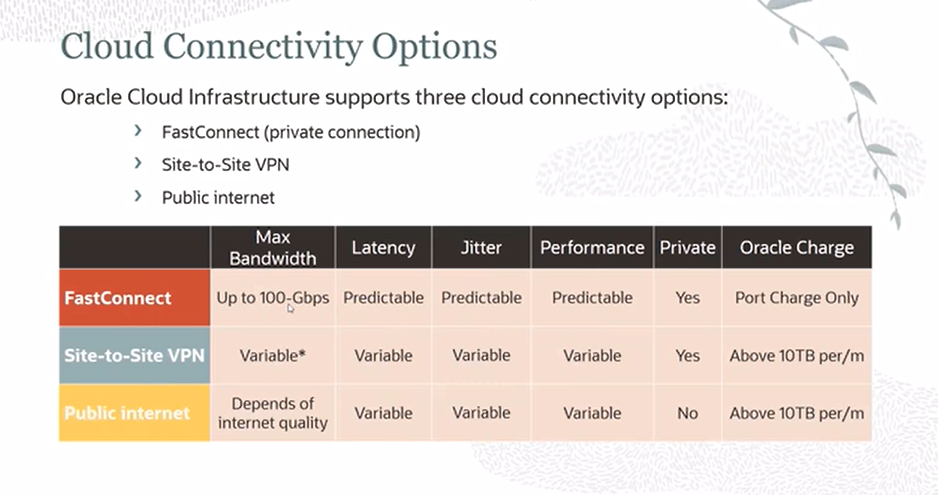 Cloud Connectivity Options
Oracle Cloud Infrastructure supports three cloud connectivity options:
› FastConnect (private connection)
› Site-to-Site VPN
› Public internet
Max Bandwidth Latency Jitter Performance Private Oracle Charge
FastConnect Up to 100-Gbps Predictable Predictable Predictable Yes Port Charge Only
Site-to-Site VPN Variable* Variable Variable Variable Yes Above 10TB per/m
Public internet Depends of internet quality Variable Variable Variable No Above 10TB per/m